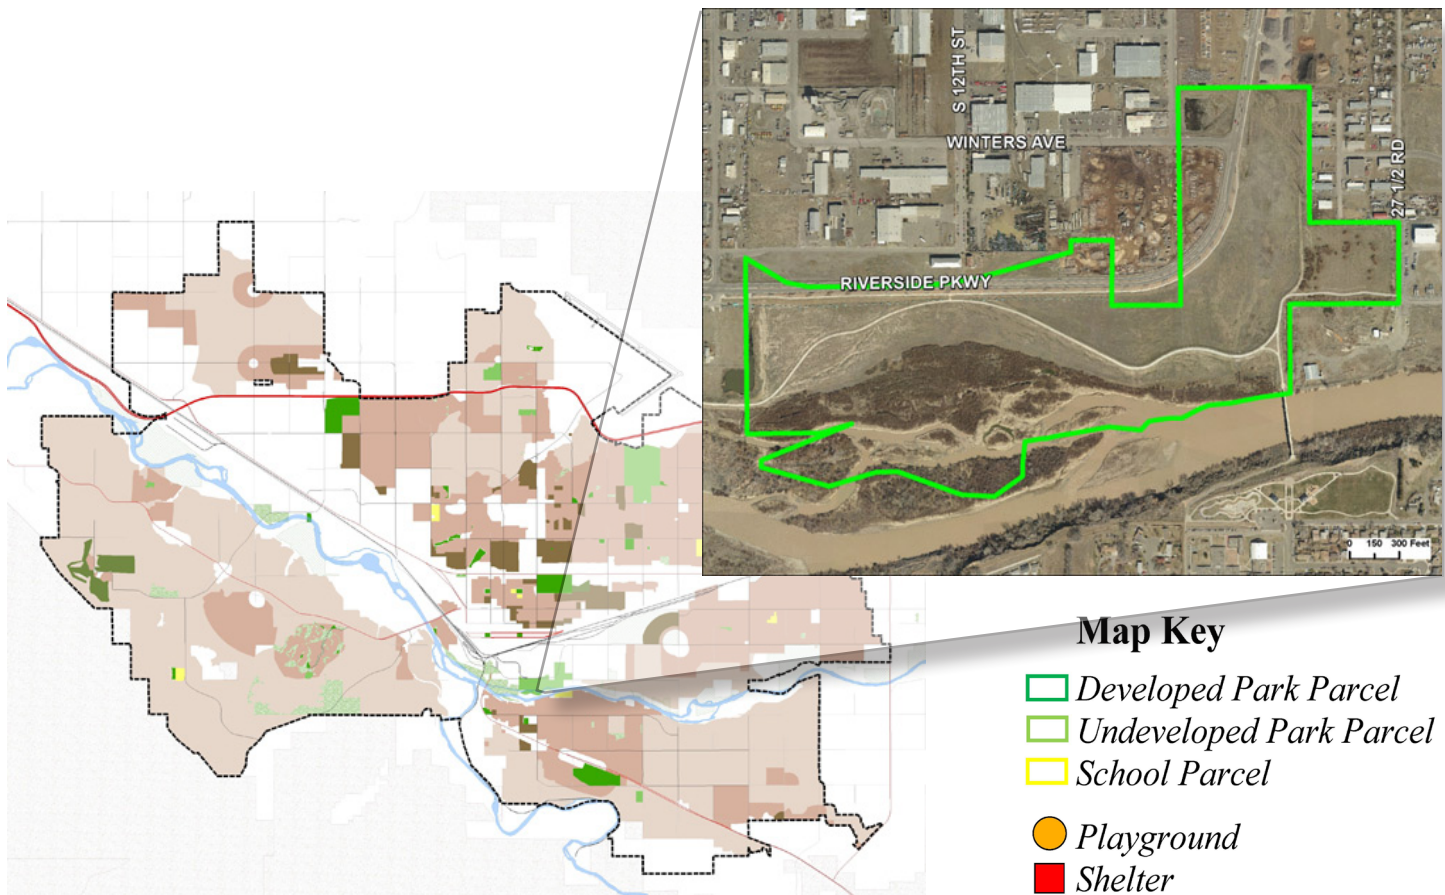 S 12TH ST
WINTERS AVE
27 1/2 RD
RIVERSIDE PKWY
0 150 300 Feet
Map Key
Developed Park Parcel
Undeveloped Park Parcel
School Parcel
Playground
Shelter